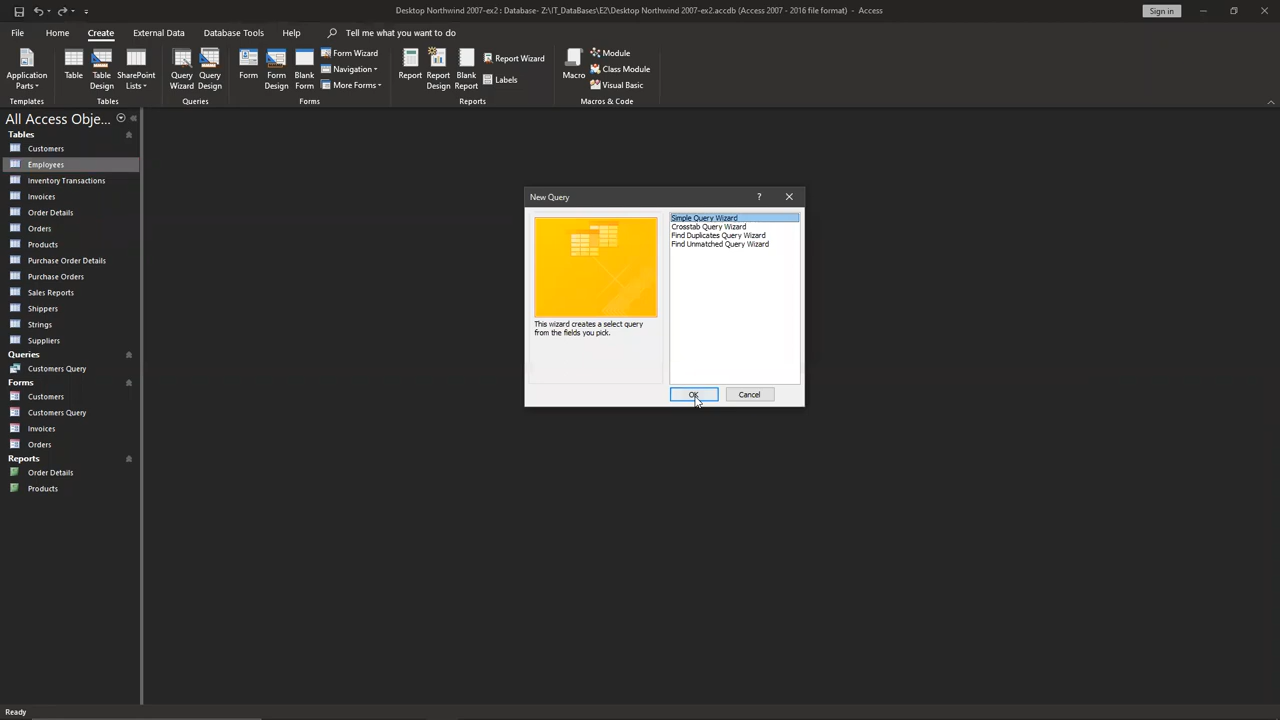 Desktop Northwind 2007-ex2 : Database- Z:\IT_DataBases\E2\Desktop Northwind 2007-ex2.accdb (Access 2007 - 2016 file format) - Access
Sign in
File Home Create External Data Database Tools Help Tell me what you want to do
Application Parts
Templates
Table
Table Design
SharePoint Lists
Tables
Query Wizard
Query Design
Queries
Form
Form Design
Blank Form
Form Wizard
Navigation
More Forms
Forms
Report
Report Design
Blank Report
Report Wizard
Labels
Reports
Macro
Module
Class Module
Visual Basic
Macros & Code
All Access Obje...
Tables
Customers
Employees
Inventory Transactions
Invoices
Order Details
Orders
Products
Purchase Order Details
Purchase Orders
Sales Reports
Shippers
Strings
Suppliers
Queries
Customers Query
Forms
Customers
Customers Query
Invoices
Orders
Reports
Order Details
Products
New Query
?
Simple Query Wizard
Crosstab Query Wizard
Find Duplicates Query Wizard
Find Unmatched Query Wizard
This wizard creates a select query
from the fields you pick.
OK
Cancel
Ready